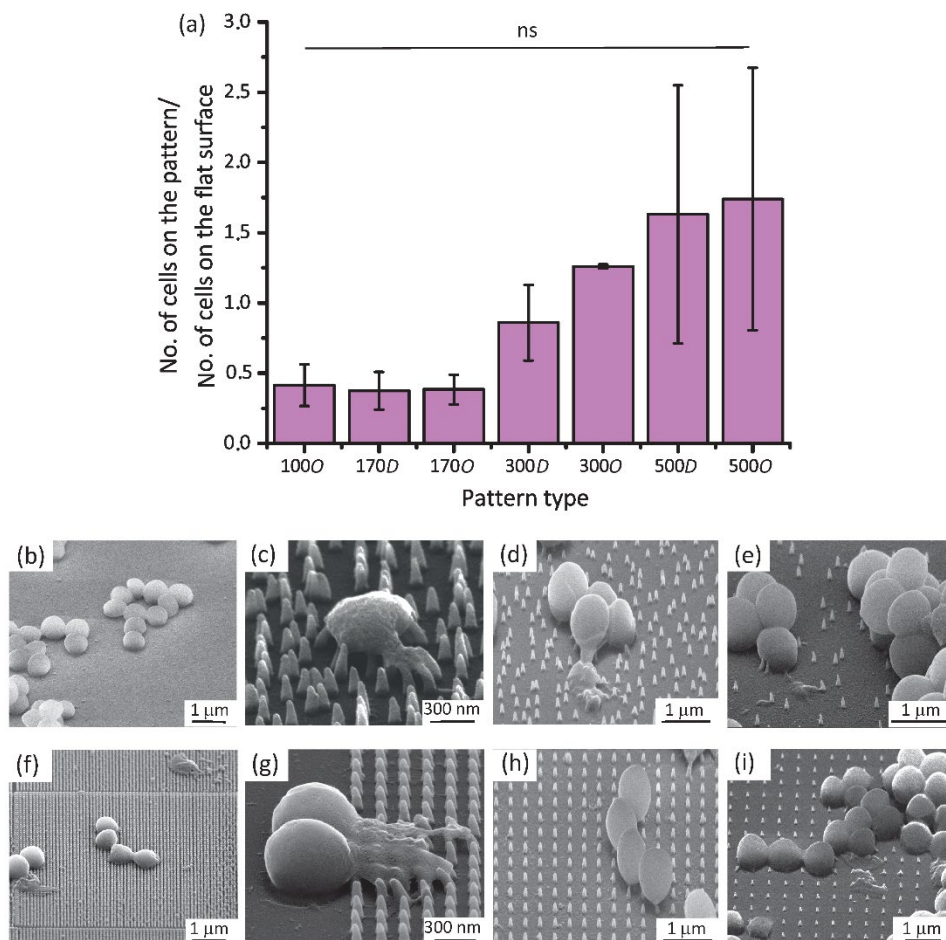 (a)
ns
3.0
2.5
2.0
1.5
1.0
0.5
0.0
No. of cells on the pattern/
No. of cells on the flat surface
100O 170D 170O 300D 300O 500D 500O
Pattern type
(b) (c) (d) (e)
1 μm 300 nm 1 μm 1 μm
(f) (g) (h) (i)
1 μm 300 nm 1 μm 1 μm